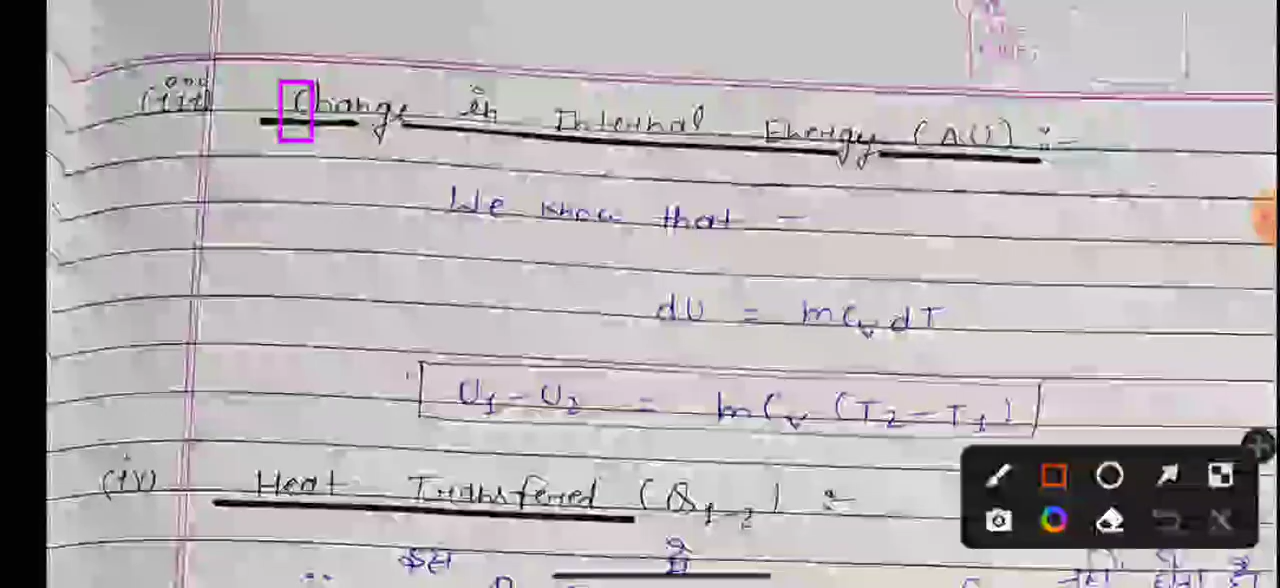 (iii) Change in Internal Energy (ΔU) :-
We know that -
dU = mCv dT
U1 - U2 = mCv (T2 - T1)
(iv) Heat Transferred (Q1-2) :-